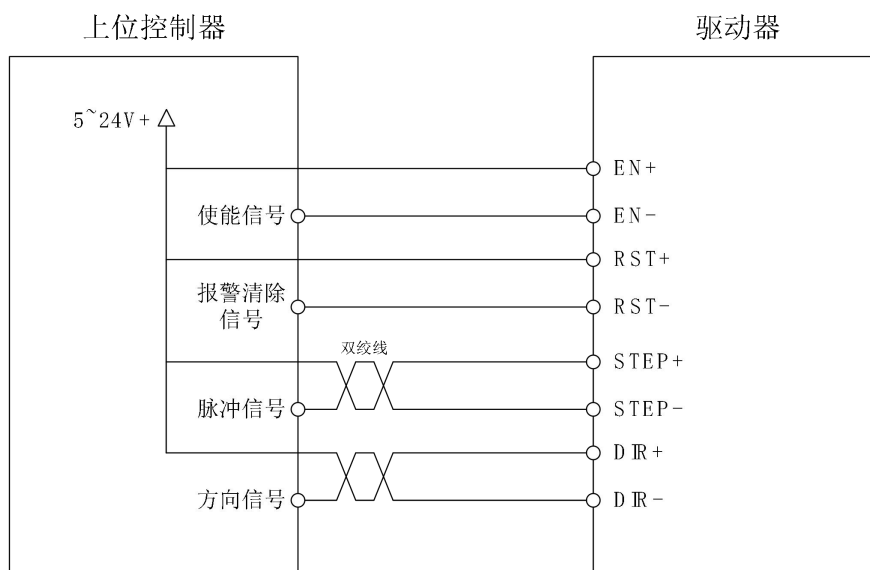 上位控制器
驱动器
5~24V+
EN+
使能信号
EN-
RST+
报警清除
信号
RST-
双绞线
STEP+
脉冲信号
STEP-
DIR+
方向信号
DIR-